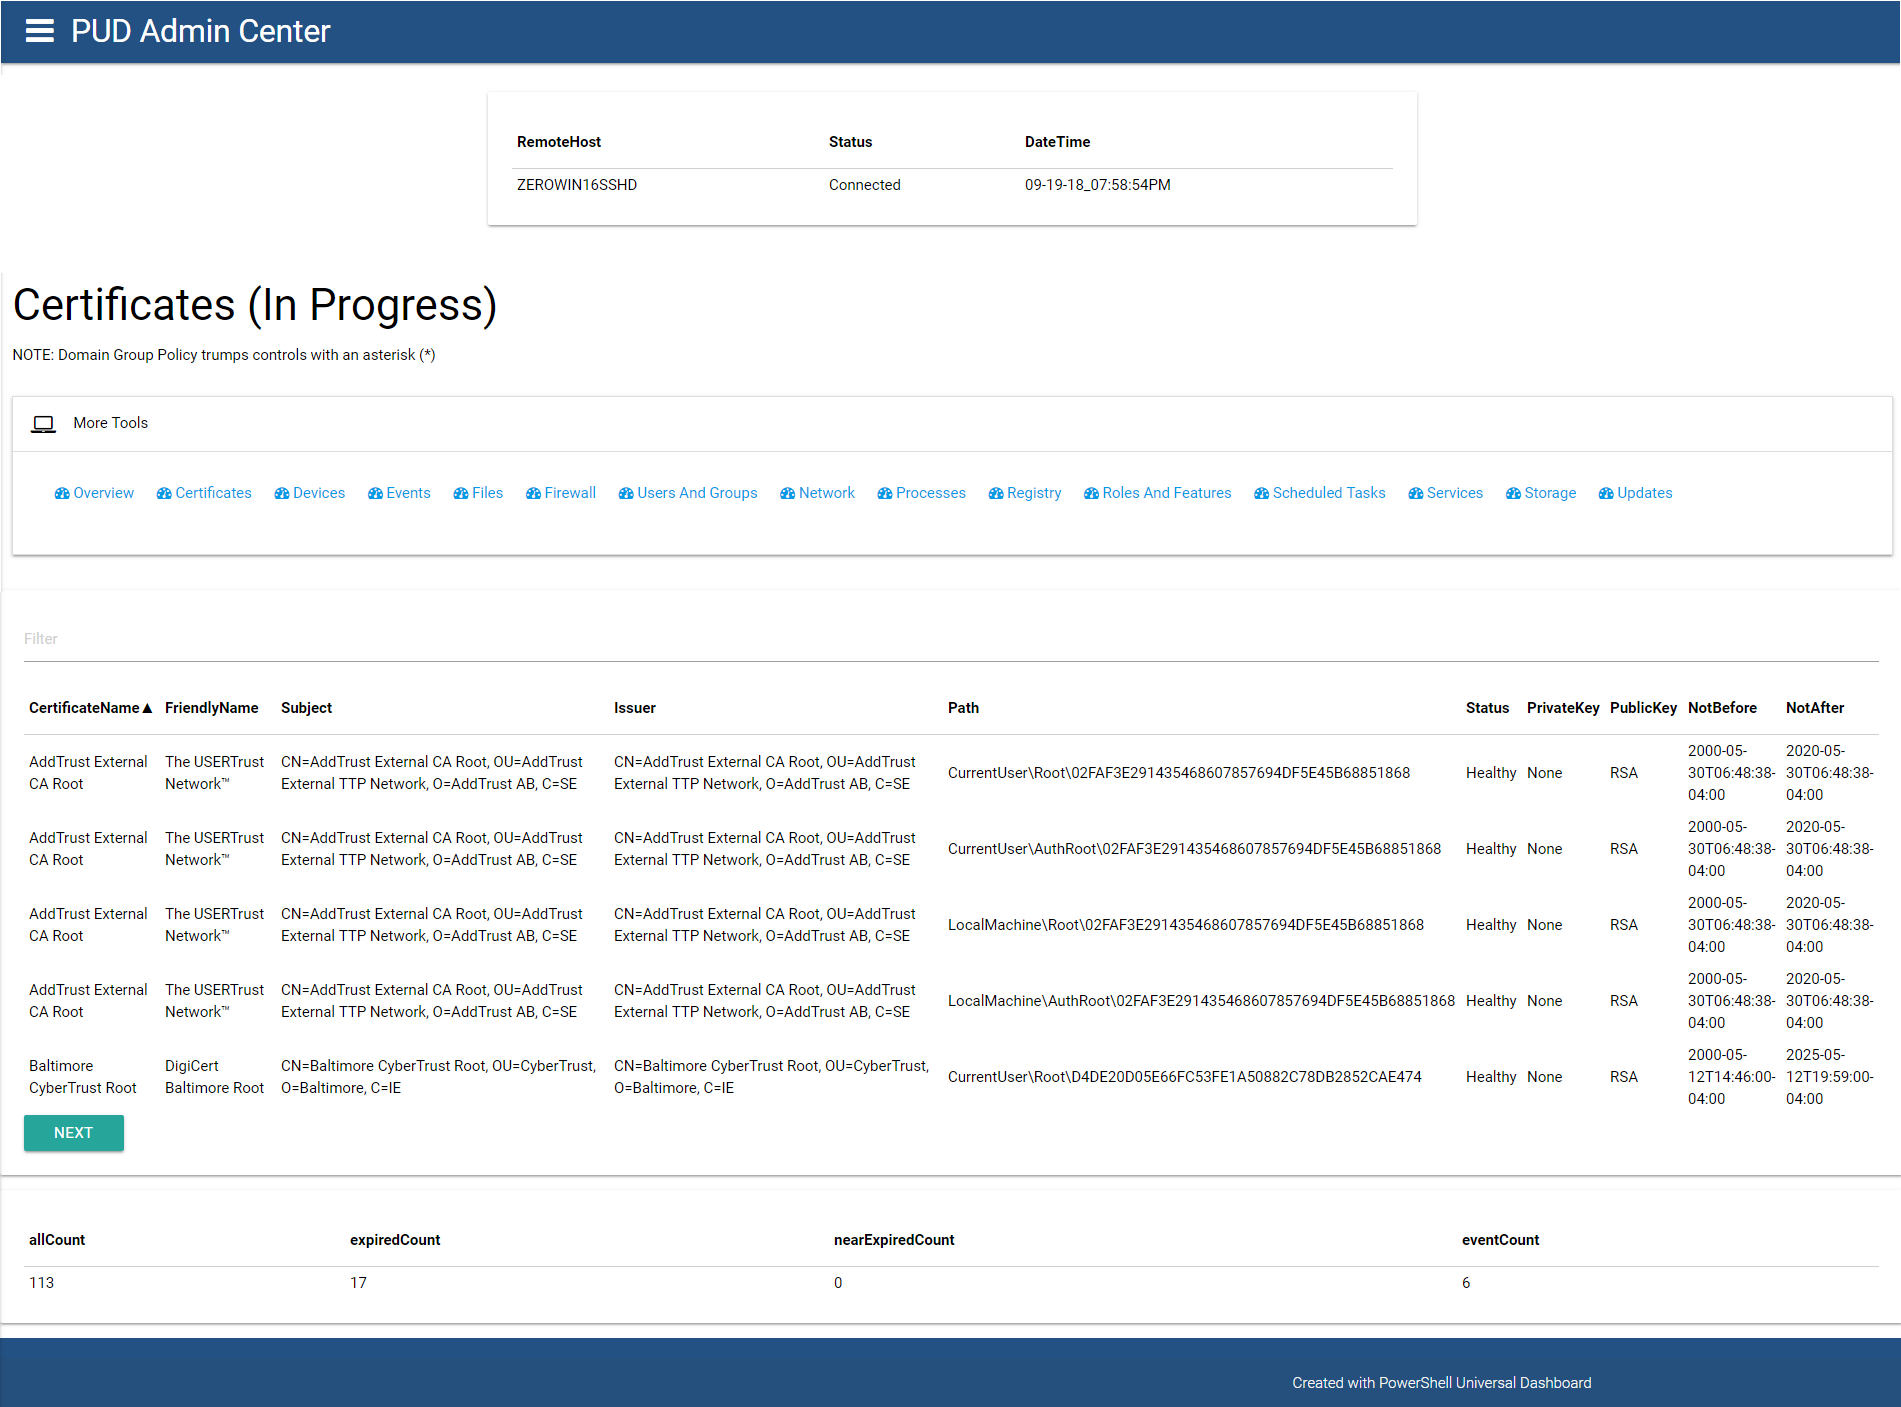 PUD Admin Center
RemoteHost Status DateTime
ZEROWIN16SSHD Connected 09-19-18_07:58:54PM
Certificates (In Progress)
NOTE: Domain Group Policy trumps controls with an asterisk (*)
More Tools
Overview Certificates Devices Events Files Firewall Users And Groups Network Processes Registry Roles And Features Scheduled Tasks Services Storage Updates
Filter
CertificateName▲ FriendlyName Subject Issuer Path Status PrivateKey PublicKey NotBefore NotAfter
AddTrust External CA Root The USERTrust Network™ CN=AddTrust External CA Root, OU=AddTrust External TTP Network, O=AddTrust AB, C=SE CN=AddTrust External CA Root, OU=AddTrust External TTP Network, O=AddTrust AB, C=SE CurrentUser\Root\02FAF3E291435468607857694DF5E45B68851868 Healthy None RSA 2000-05-30T06:48:38-04:00 2020-05-30T06:48:38-04:00
AddTrust External CA Root The USERTrust Network™ CN=AddTrust External CA Root, OU=AddTrust External TTP Network, O=AddTrust AB, C=SE CN=AddTrust External CA Root, OU=AddTrust External TTP Network, O=AddTrust AB, C=SE CurrentUser\AuthRoot\02FAF3E291435468607857694DF5E45B68851868 Healthy None RSA 2000-05-30T06:48:38-04:00 2020-05-30T06:48:38-04:00
AddTrust External CA Root The USERTrust Network™ CN=AddTrust External CA Root, OU=AddTrust External TTP Network, O=AddTrust AB, C=SE CN=AddTrust External CA Root, OU=AddTrust External TTP Network, O=AddTrust AB, C=SE LocalMachine\Root\02FAF3E291435468607857694DF5E45B68851868 Healthy None RSA 2000-05-30T06:48:38-04:00 2020-05-30T06:48:38-04:00
AddTrust External CA Root The USERTrust Network™ CN=AddTrust External CA Root, OU=AddTrust External TTP Network, O=AddTrust AB, C=SE CN=AddTrust External CA Root, OU=AddTrust External TTP Network, O=AddTrust AB, C=SE LocalMachine\AuthRoot\02FAF3E291435468607857694DF5E45B68851868 Healthy None RSA 2000-05-30T06:48:38-04:00 2020-05-30T06:48:38-04:00
Baltimore CyberTrust Root DigiCert Baltimore Root CN=Baltimore CyberTrust Root, OU=CyberTrust, O=Baltimore, C=IE CN=Baltimore CyberTrust Root, OU=CyberTrust, O=Baltimore, C=IE CurrentUser\Root\D4DE20D05E66FC53FE1A50882C78DB2852CAE474 Healthy None RSA 2000-05-12T14:46:00-04:00 2025-05-12T19:59:00-04:00
NEXT
allCount expiredCount nearExpiredCount eventCount
113 17 0 6
Created with PowerShell Universal Dashboard